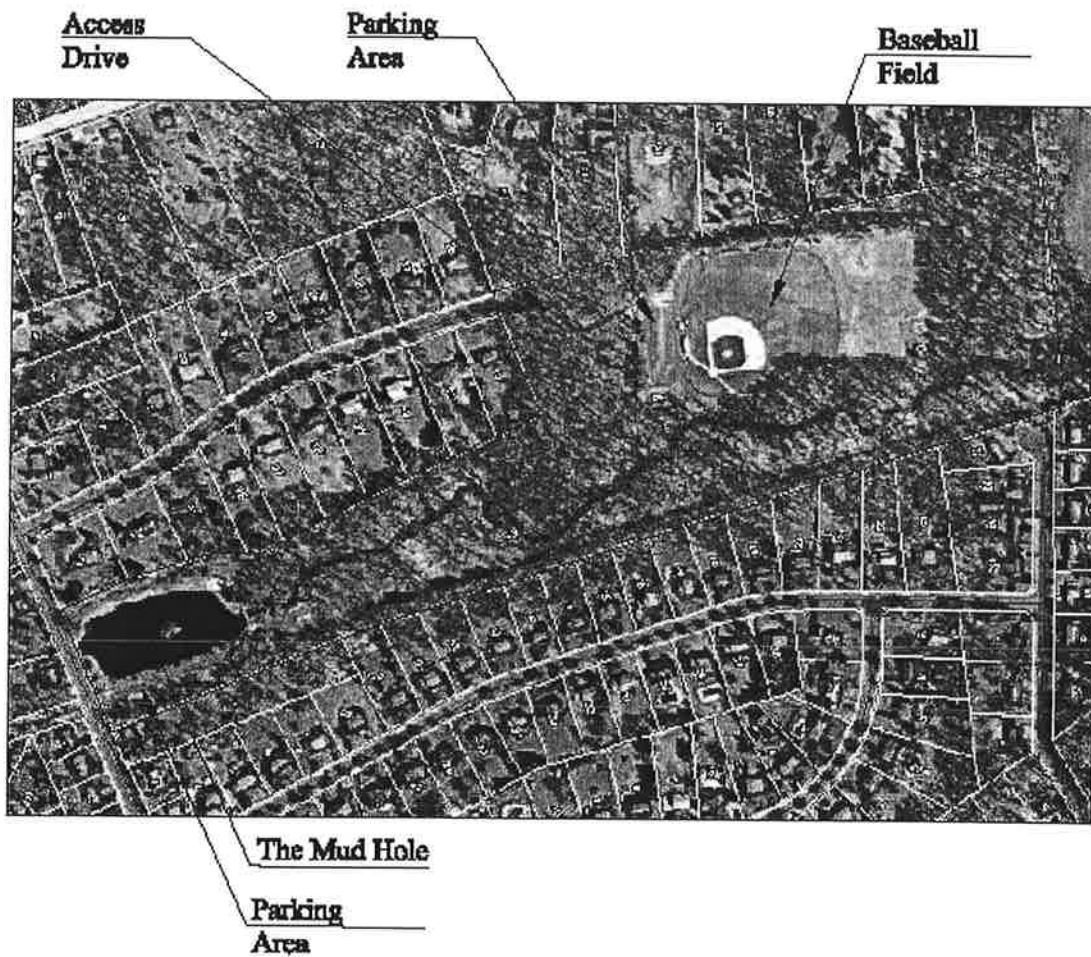 Access
Drive
Parking
Area
Baseball
Field
The Mud Hole
Parking
Area